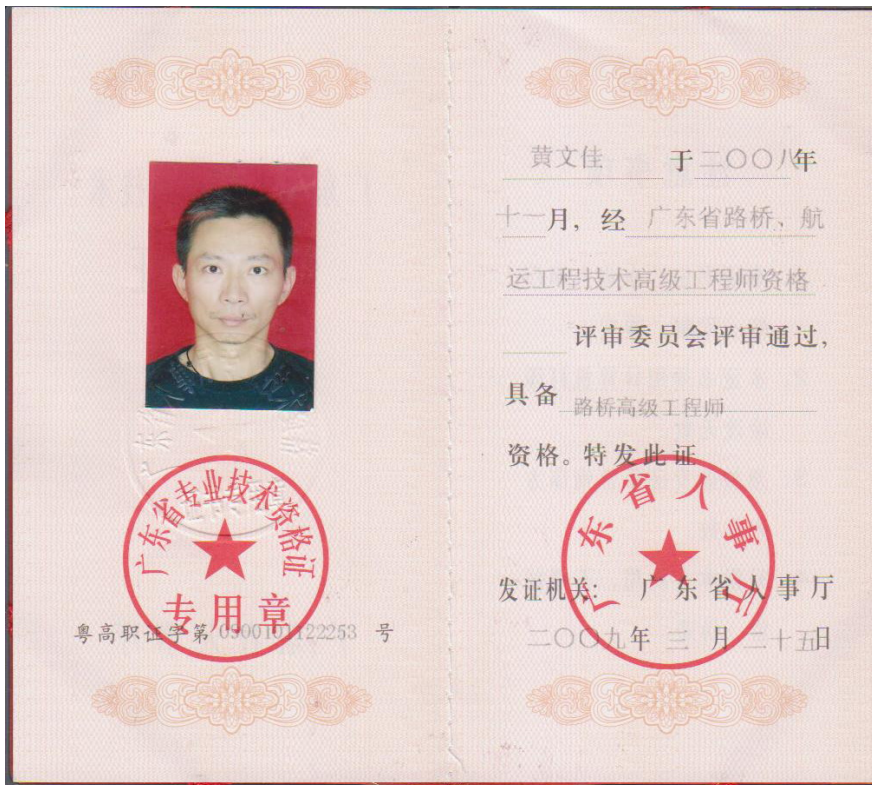 广东省专业技术资格证
专用章
粤高职证字第 0900101122253 号
黄文佳 于二〇〇八年
十一月，经 广东省路桥、航
运工程技术高级工程师资格
评审委员会评审通过，
具备 路桥高级工程师
资格。特发此证
广东省人事厅
发证机关： 广东省人事厅
二〇〇九年 三 月 二十五日